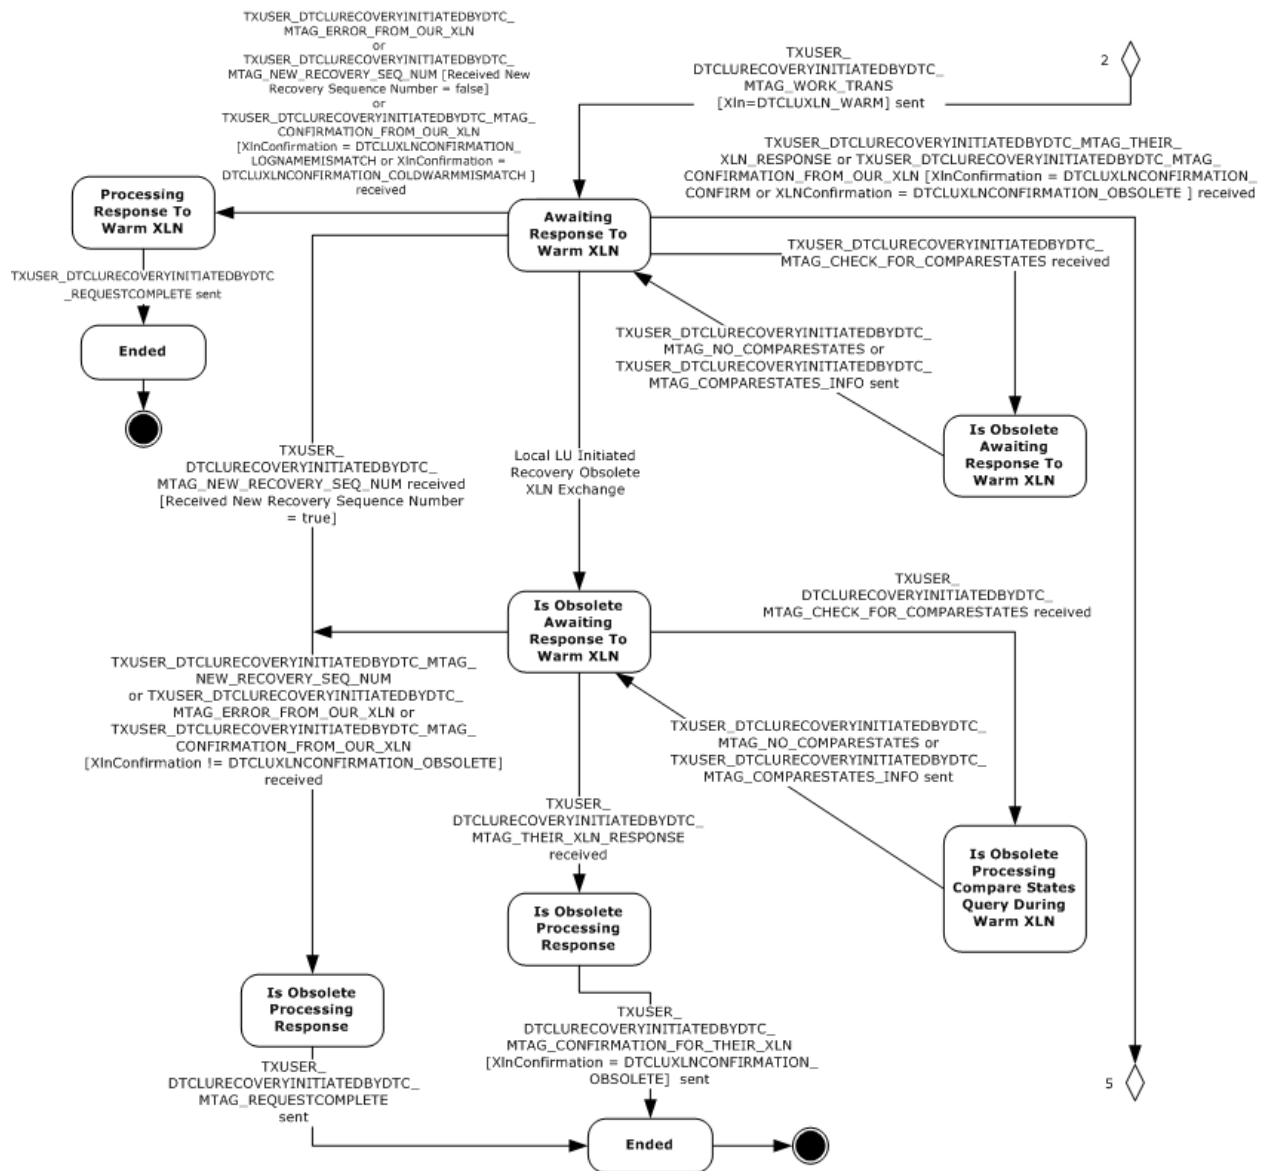 TXUSER_DTCLURECOVERYINITIATEDBYDTC_
MTAG_ERROR_FROM_OUR_XLN
or
TXUSER_DTCLURECOVERYINITIATEDBYDTC_
MTAG_NEW_RECOVERY_SEQ_NUM [Received New
Recovery Sequence Number = false]
or
TXUSER_DTCLURECOVERYINITIATEDBYDTC_MTAG_
CONFIRMATION_FROM_OUR_XLN
[XlnConfirmation = DTCLUXLNCONFIRMATION_
LOGNAMEMISMATCH or XlnConfirmation =
DTCLUXLNCONFIRMATION_COLDWARMMISMATCH ]
received
TXUSER_
DTCLURECOVERYINITIATEDBYDTC_
MTAG_WORK_TRANS
[Xln=DTCLUXLN_WARM] sent
2
TXUSER_DTCLURECOVERYINITIATEDBYDTC_MTAG_THEIR_
XLN_RESPONSE or TXUSER_DTCLURECOVERYINITIATEDBYDTC_MTAG_
CONFIRMATION_FROM_OUR_XLN [XlnConfirmation = DTCLUXLNCONFIRMATION_
CONFIRM or XLNConfirmation = DTCLUXLNCONFIRMATION_OBSOLETE ] received
Processing
Response To
Warm XLN
Awaiting
Response To
Warm XLN
TXUSER_DTCLURECOVERYINITIATEDBYDTC_
MTAG_CHECK_FOR_COMPARESTATES received
TXUSER_DTCLURECOVERYINITIATEDBYDTC
_REQUESTCOMPLETE sent
Ended
TXUSER_DTCLURECOVERYINITIATEDBYDTC_
MTAG_NO_COMPARESTATES or
TXUSER_DTCLURECOVERYINITIATEDBYDTC_
MTAG_COMPARESTATES_INFO sent
Is Obsolete
Awaiting
Response To
Warm XLN
TXUSER_
DTCLURECOVERYINITIATEDBYDTC_
MTAG_NEW_RECOVERY_SEQ_NUM received
[Received New Recovery Sequence Number
= true]
Local LU Initiated
Recovery Obsolete
XLN Exchange
Is Obsolete
Awaiting
Response To
Warm XLN
TXUSER_
DTCLURECOVERYINITIATEDBYDTC_
MTAG_CHECK_FOR_COMPARESTATES received
TXUSER_DTCLURECOVERYINITIATEDBYDTC_MTAG_
NEW_RECOVERY_SEQ_NUM
or TXUSER_DTCLURECOVERYINITIATEDBYDTC_
MTAG_ERROR_FROM_OUR_XLN or
TXUSER_DTCLURECOVERYINITIATEDBYDTC_MTAG_
CONFIRMATION_FROM_OUR_XLN
[XlnConfirmation != DTCLUXLNCONFIRMATION_OBSOLETE]
received
TXUSER_DTCLURECOVERYINITIATEDBYDTC_
MTAG_NO_COMPARESTATES or
TXUSER_DTCLURECOVERYINITIATEDBYDTC_
MTAG_COMPARESTATES_INFO sent
TXUSER_
DTCLURECOVERYINITIATEDBYDTC_
MTAG_THEIR_XLN_RESPONSE
received
Is Obsolete
Processing
Compare States
Query During
Warm XLN
Is Obsolete
Processing
Response
Is Obsolete
Processing
Response
TXUSER_
DTCLURECOVERYINITIATEDBYDTC_
MTAG_CONFIRMATION_FOR_THEIR_XLN
[XlnConfirmation = DTCLUXLNCONFIRMATION_
OBSOLETE] sent
TXUSER_
DTCLURECOVERYINITIATEDBYDTC_
MTAG_REQUESTCOMPLETE
sent
5
Ended